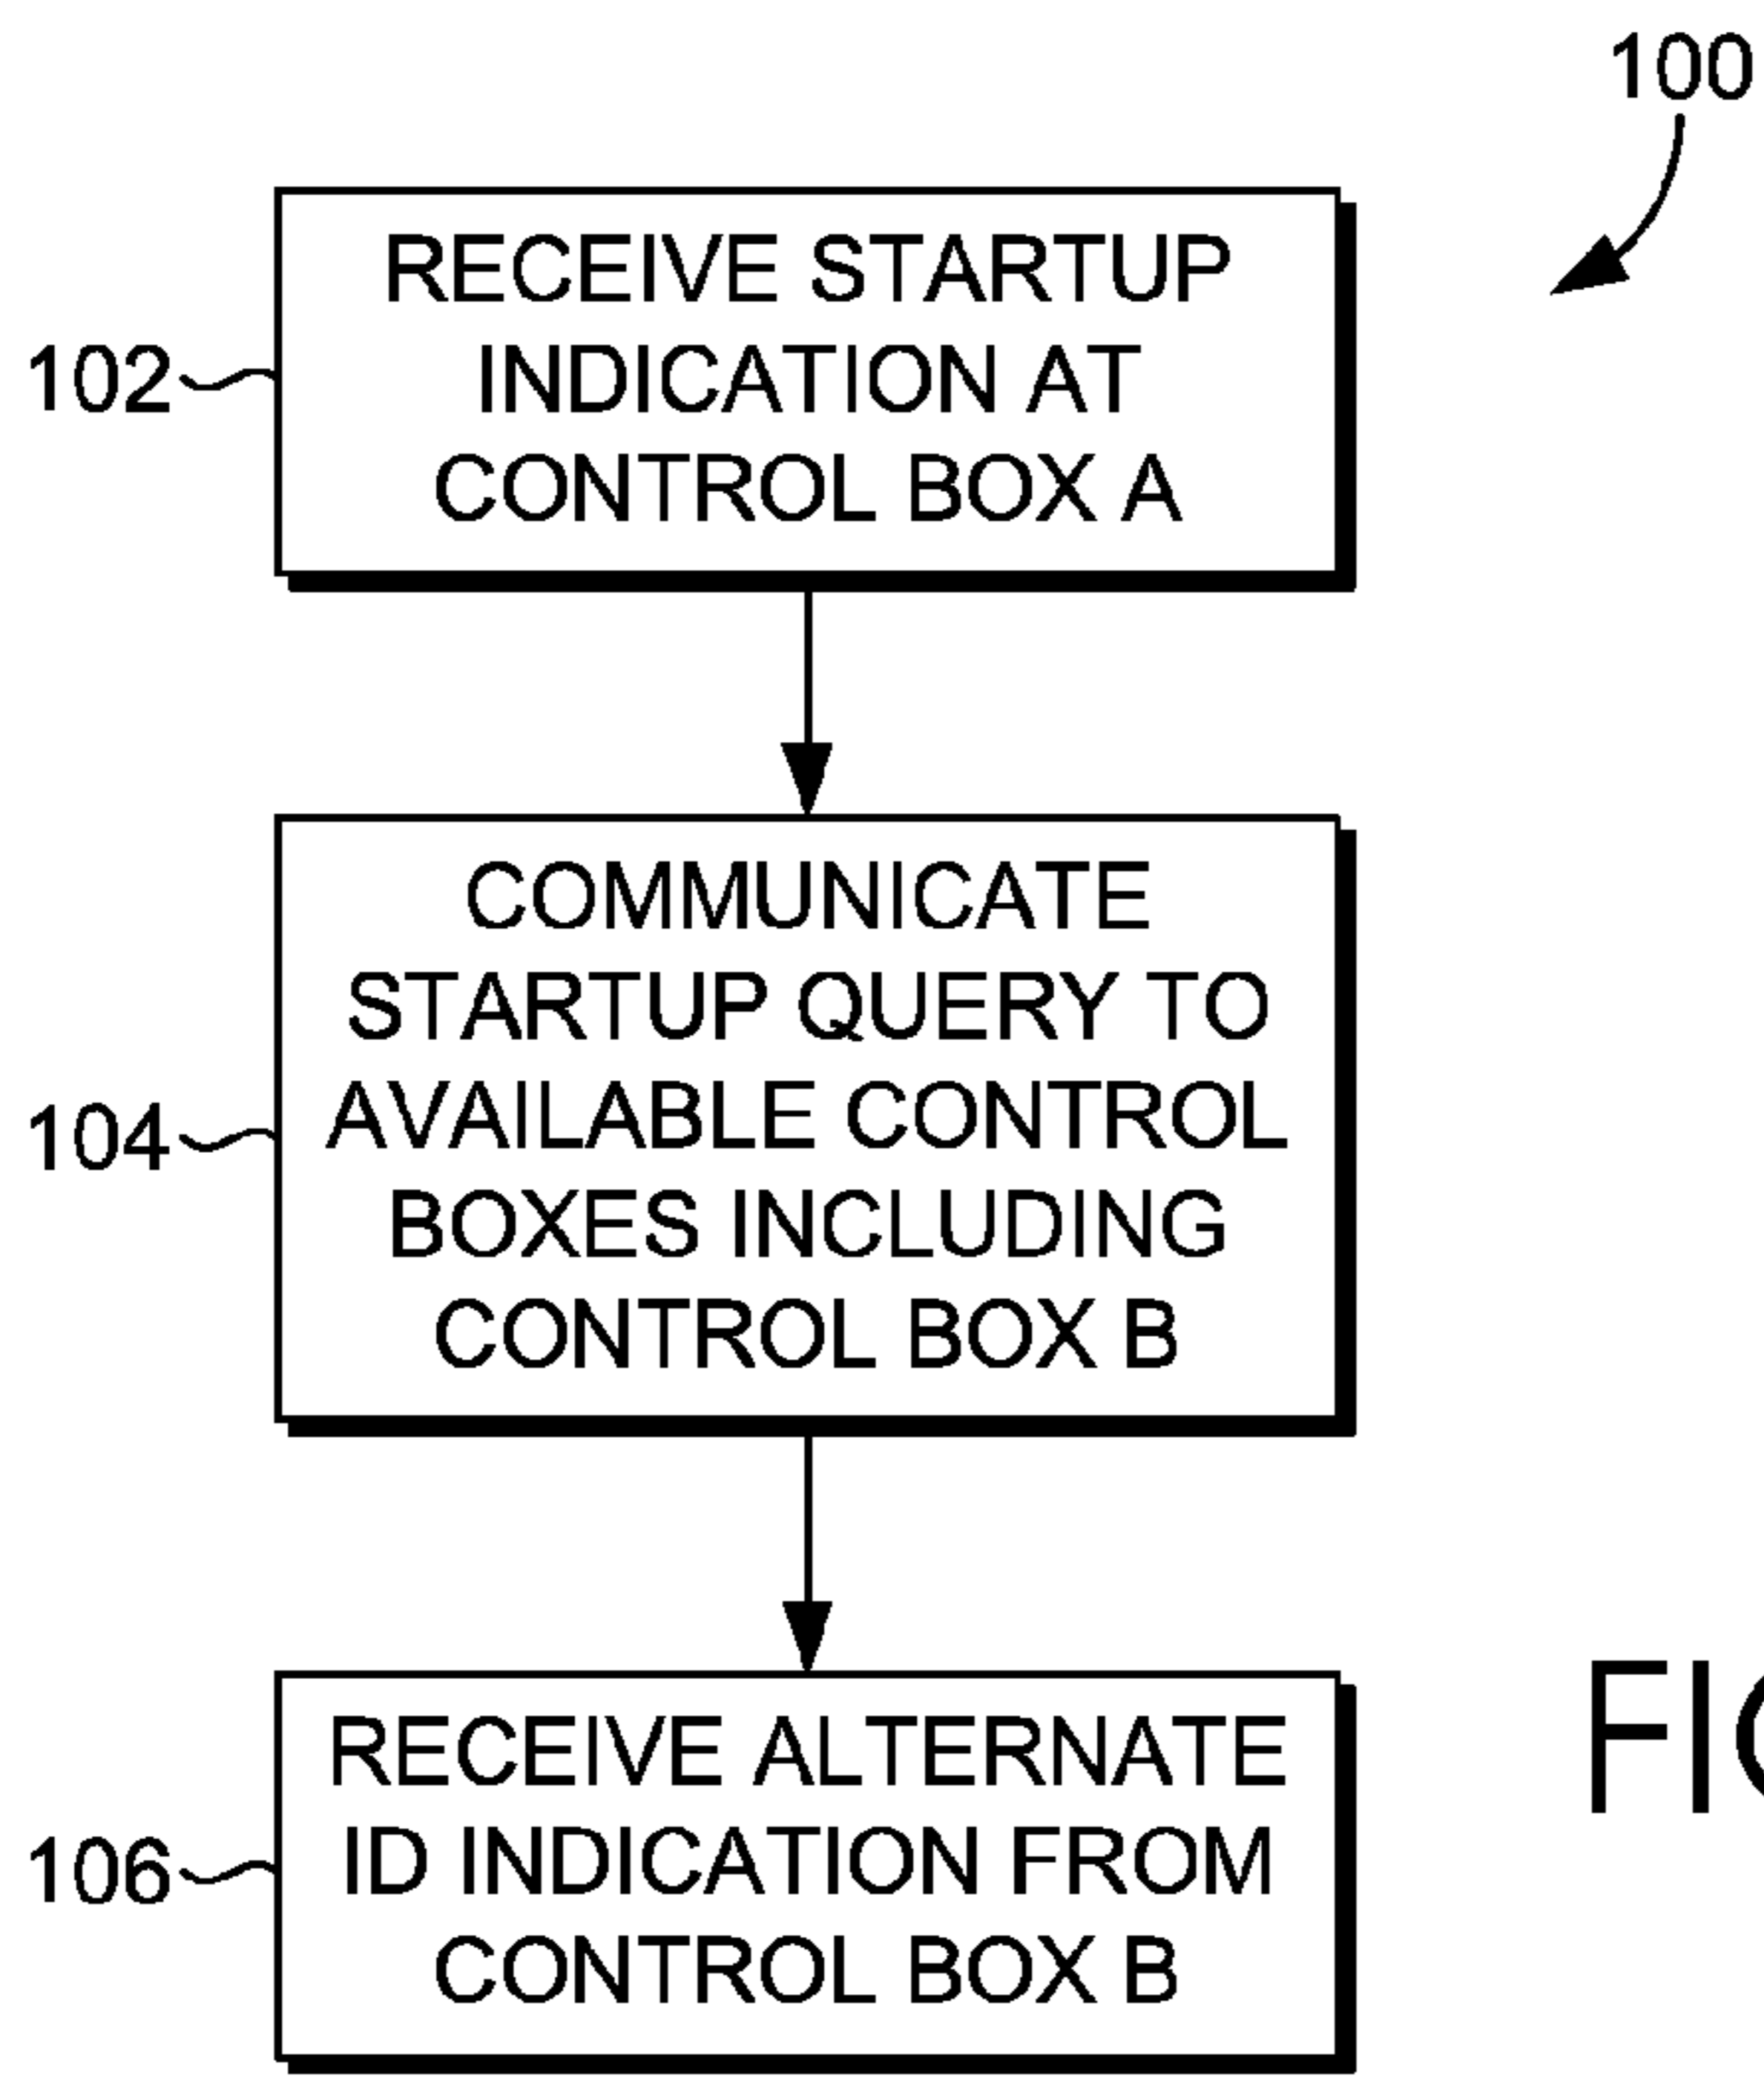 100
RECEIVE STARTUP
INDICATION AT
CONTROL BOX A
102
COMMUNICATE
STARTUP QUERY TO
AVAILABLE CONTROL
BOXES INCLUDING
CONTROL BOX B
104
RECEIVE ALTERNATE
ID INDICATION FROM
CONTROL BOX B
106